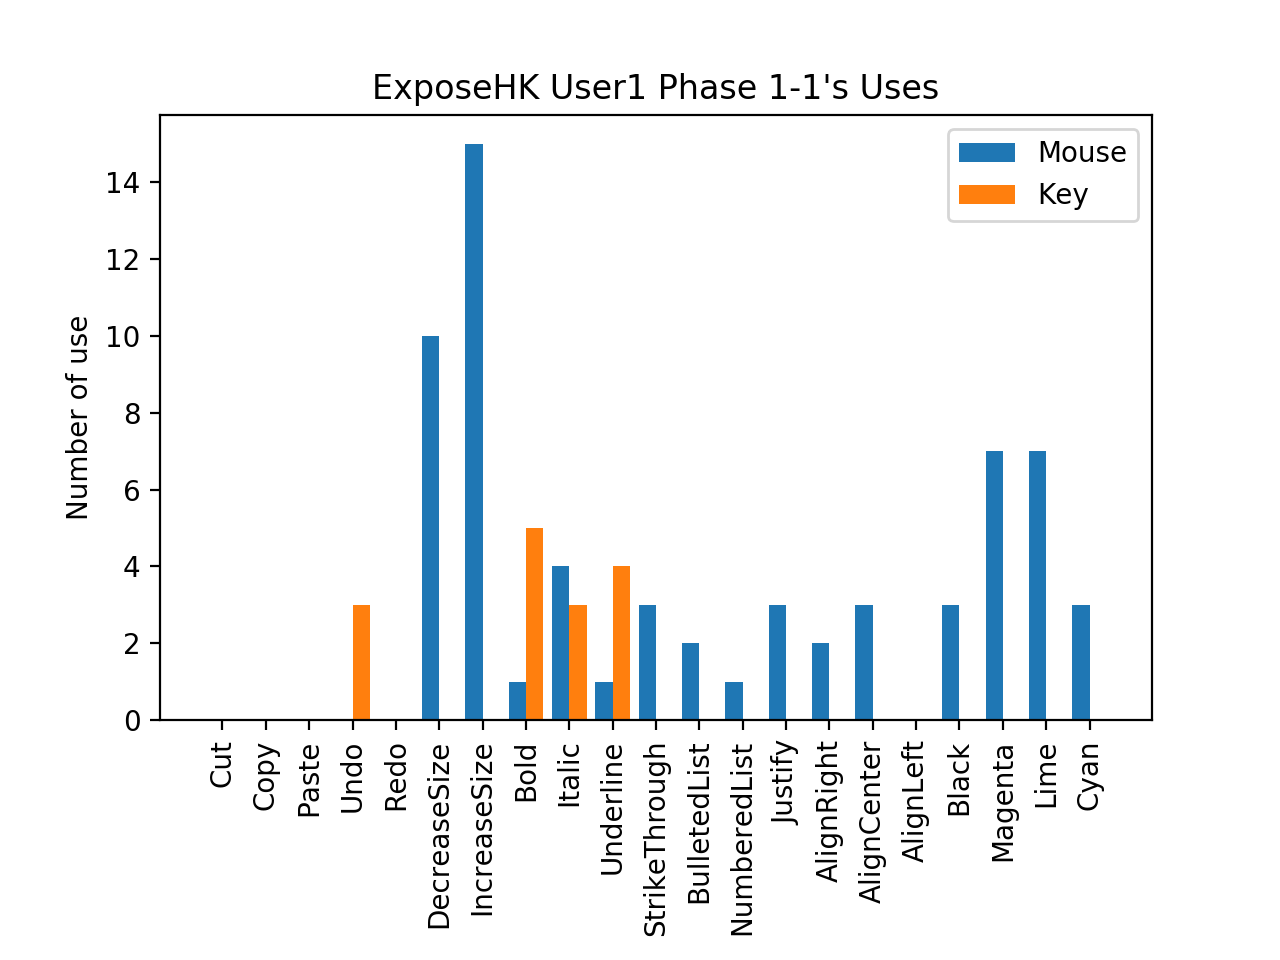 ExposeHK User1 Phase 1-1's Uses
Mouse
Key
Number of use
14
12
10
8
6
4
2
0
Cut
Copy
Paste
Undo
Redo
DecreaseSize
IncreaseSize
Bold
Italic
Underline
StrikeThrough
BulletedList
NumberedList
Justify
AlignRight
AlignCenter
AlignLeft
Black
Magenta
Lime
Cyan